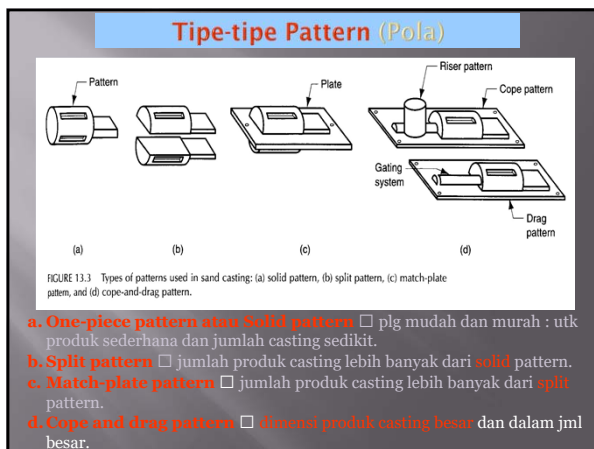 Tipe-tipe Pattern (Pola)
Riser pattern
Pattern
Plate
Cope pattern
Gating
system
Drag
pattern
(a)
(b)
(c)
(d)
FIGURE 13.3 Types of patterns used in sand casting: (a) solid pattern, (b) split pattern, (c) match-plate
pattern, and (d) cope-and-drag pattern.
a. One-piece pattern atau Solid pattern □ plg mudah dan murah : utk
produk sederhana dan jumlah casting sedikit.
b. Split pattern □ jumlah produk casting lebih banyak dari solid pattern.
c. Match-plate pattern □ jumlah produk casting lebih banyak dari split
pattern.
d. Cope and drag pattern □ dimensi produk casting besar dan dalam jml
besar.